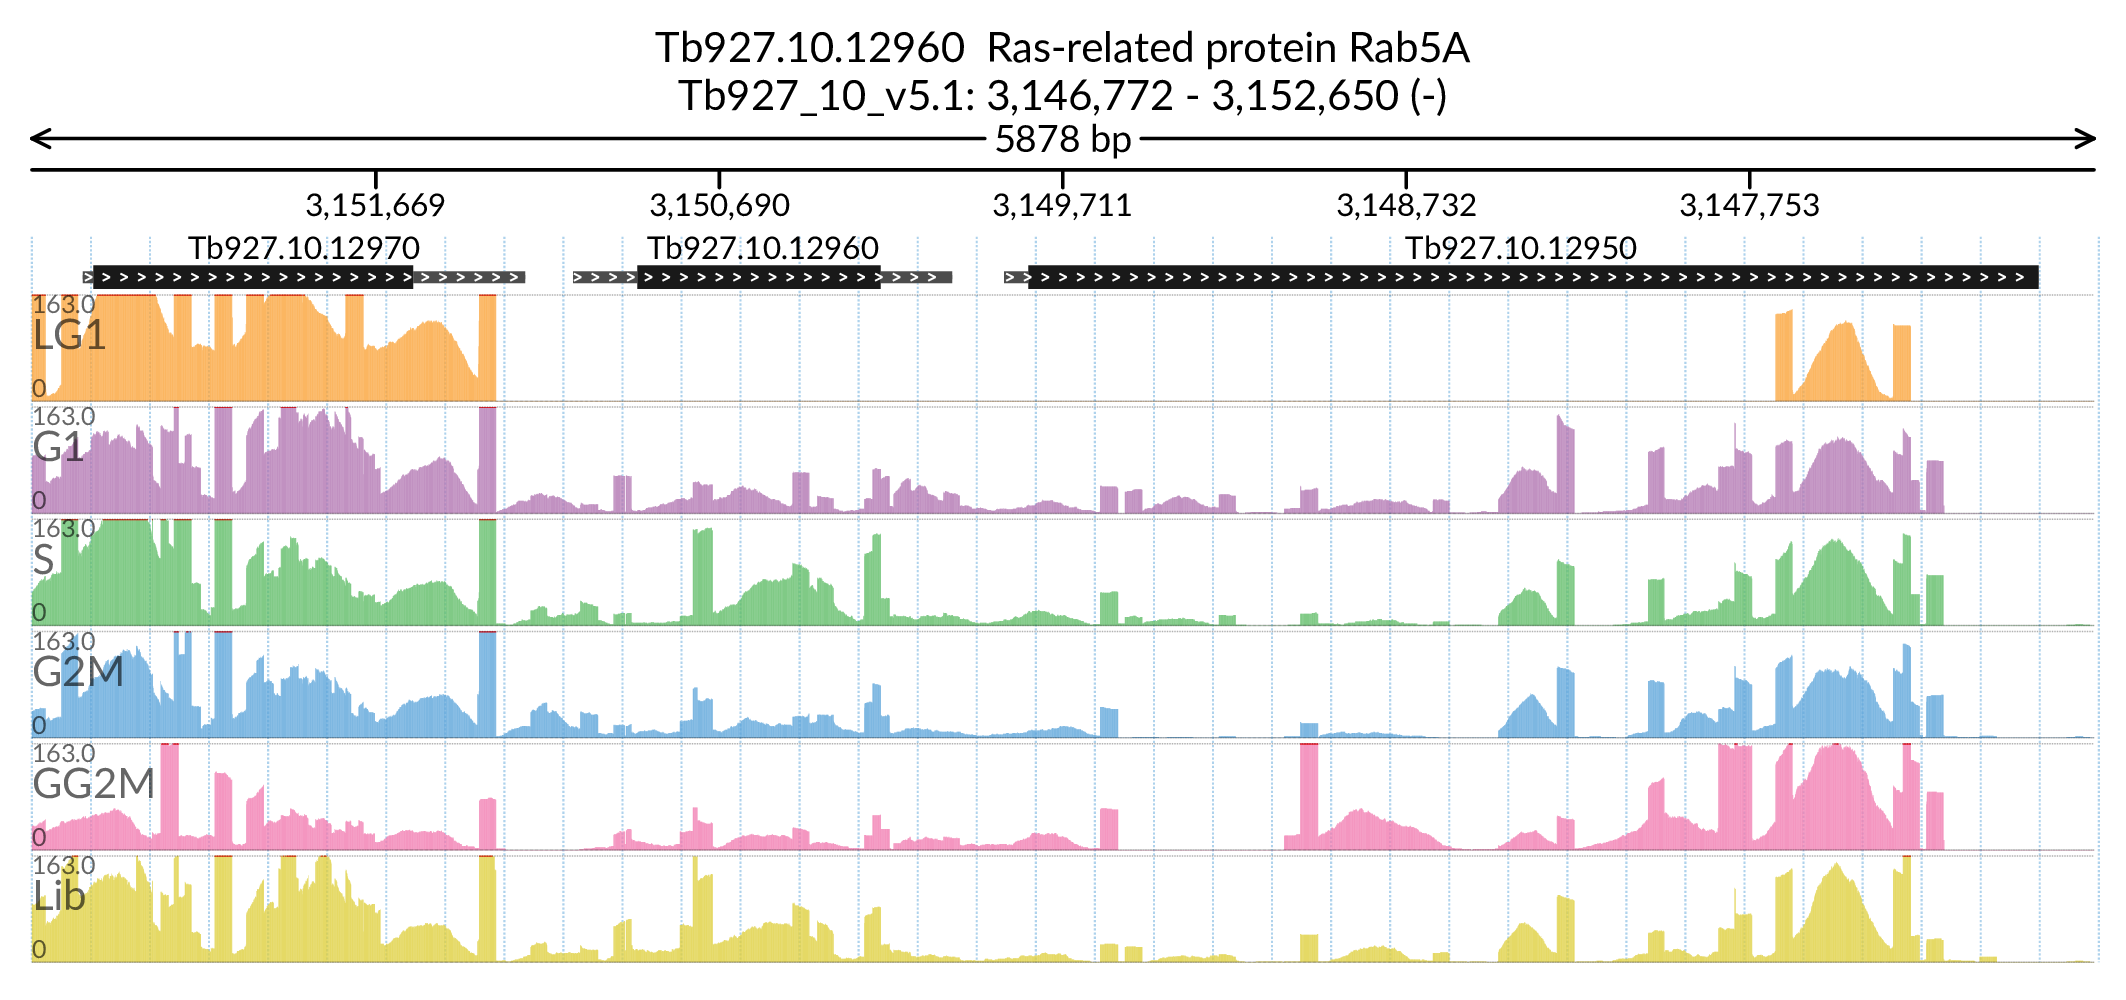 Tb927.10.12960 Ras-related protein Rab5A
Tb927_10_v5.1: 3,146,772 - 3,152,650 (-)
5878 bp
3,151,669 3,150,690 3,149,711 3,148,732 3,147,753
Tb927.10.12970 Tb927.10.12960 Tb927.10.12950
163.0
LG1
0
163.0
G1
0
163.0
S
0
163.0
G2M
0
163.0
GG2M
0
163.0
Lib
0